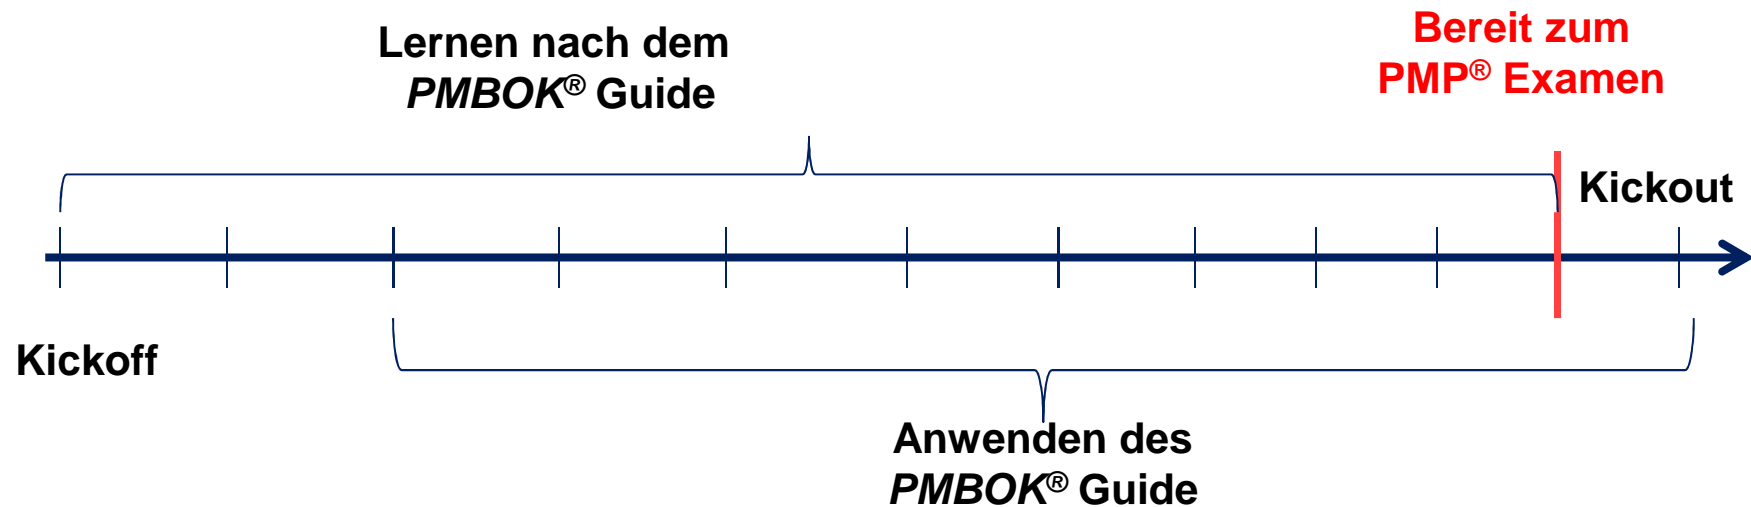 Lernen nach dem
PMBOK® Guide
Bereit zum
PMP® Examen
Kickout
Kickoff
Anwenden des
PMBOK® Guide